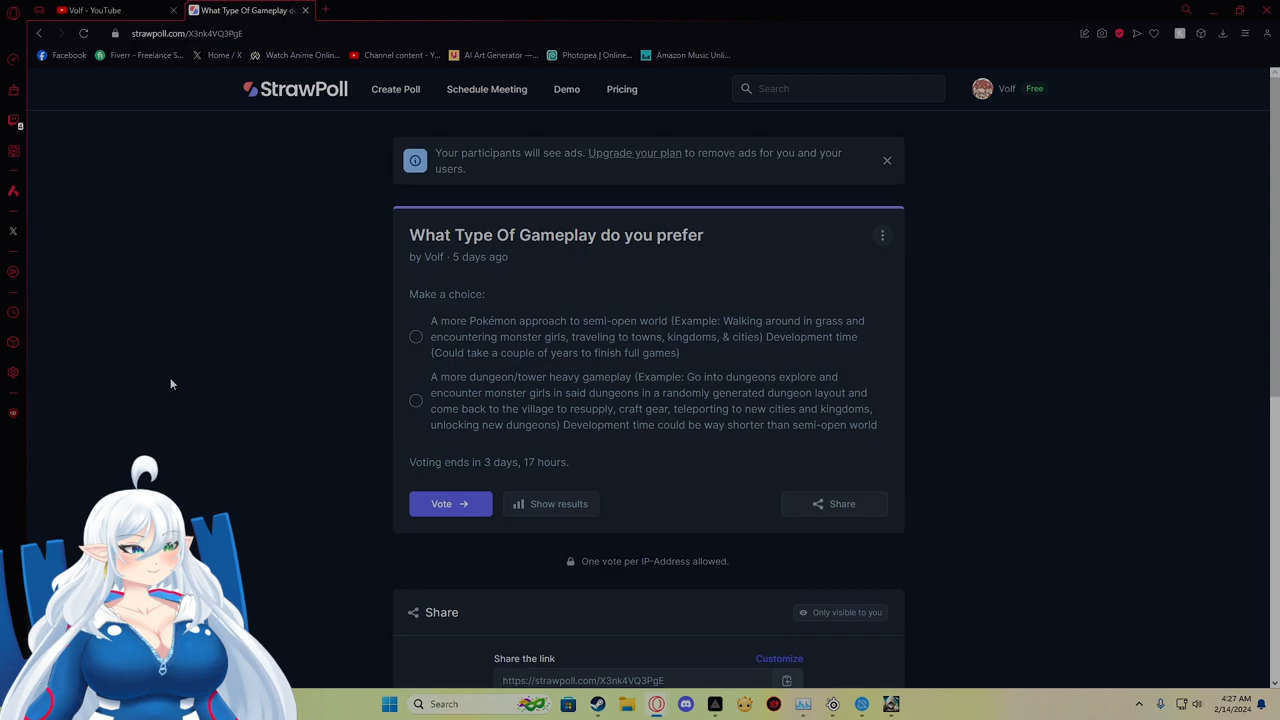 Volf - YouTube
What Type Of Gameplay do
strawpoll.com/X3nk4VQ3PgE
Facebook
Fiverr - Freelance S...
Home / X
Watch Anime Online...
Channel content - Y...
AI Art Generator —...
Photopea | Online...
Amazon Music Unli...
StrawPoll
Create Poll
Schedule Meeting
Demo
Pricing
Search
Volf
Free
Your participants will see ads. Upgrade your plan to remove ads for you and your
users.
What Type Of Gameplay do you prefer
by Volf · 5 days ago
Make a choice:
A more Pokémon approach to semi-open world (Example: Walking around in grass and
encountering monster girls, traveling to towns, kingdoms, & cities) Development time
(Could take a couple of years to finish full games)
A more dungeon/tower heavy gameplay (Example: Go into dungeons explore and
encounter monster girls in said dungeons in a randomly generated dungeon layout and
come back to the village to resupply, craft gear, teleporting to new cities and kingdoms,
unlocking new dungeons) Development time could be way shorter than semi-open world
Voting ends in 3 days, 17 hours.
Vote →
Show results
Share
One vote per IP-Address allowed.
Share
Only visible to you
Share the link
Customize
https://strawpoll.com/X3nk4VQ3PgE
Search
4:27 AM
2/14/2024